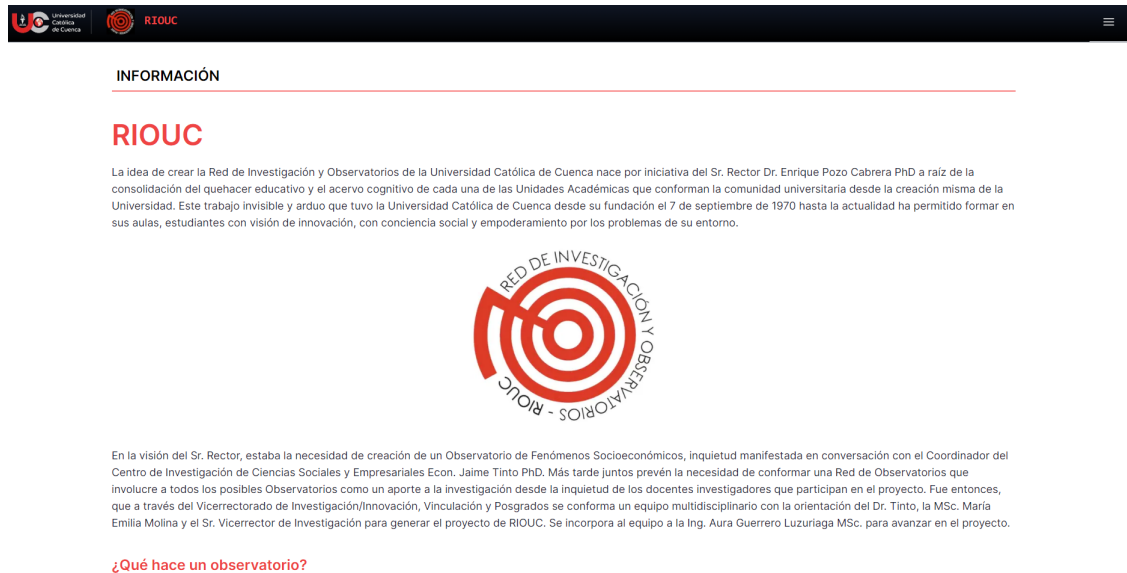 Universidad
Católica
de Cuenca
RIOUC
INFORMACIÓN
RIOUC
La idea de crear la Red de Investigación y Observatorios de la Universidad Católica de Cuenca nace por iniciativa del Sr. Rector Dr. Enrique Pozo Cabrera PhD a raíz de la
consolidación del quehacer educativo y el acervo cognitivo de cada una de las Unidades Académicas que conforman la comunidad universitaria desde la creación misma de la
Universidad. Este trabajo invisible y arduo que tuvo la Universidad Católica de Cuenca desde su fundación el 7 de septiembre de 1970 hasta la actualidad ha permitido formar en
sus aulas, estudiantes con visión de innovación, con conciencia social y empoderamiento por los problemas de su entorno.
RED DE INVESTIGACIÓN Y OBSERVATORIOS - RIOUC
En la visión del Sr. Rector, estaba la necesidad de creación de un Observatorio de Fenómenos Socioeconómicos, inquietud manifestada en conversación con el Coordinador del
Centro de Investigación de Ciencias Sociales y Empresariales Econ. Jaime Tinto PhD. Más tarde juntos prevén la necesidad de conformar una Red de Observatorios que
involucre a todos los posibles Observatorios como un aporte a la investigación desde la inquietud de los docentes investigadores que participan en el proyecto. Fue entonces,
que a través del Vicerrectorado de Investigación/Innovación, Vinculación y Posgrados se conforma un equipo multidisciplinario con la orientación del Dr. Tinto, la MSc. María
Emilia Molina y el Sr. Vicerrector de Investigación para generar el proyecto de RIOUC. Se incorpora al equipo a la Ing. Aura Guerrero Luzuriaga MSc. para avanzar en el proyecto.
¿Qué hace un observatorio?